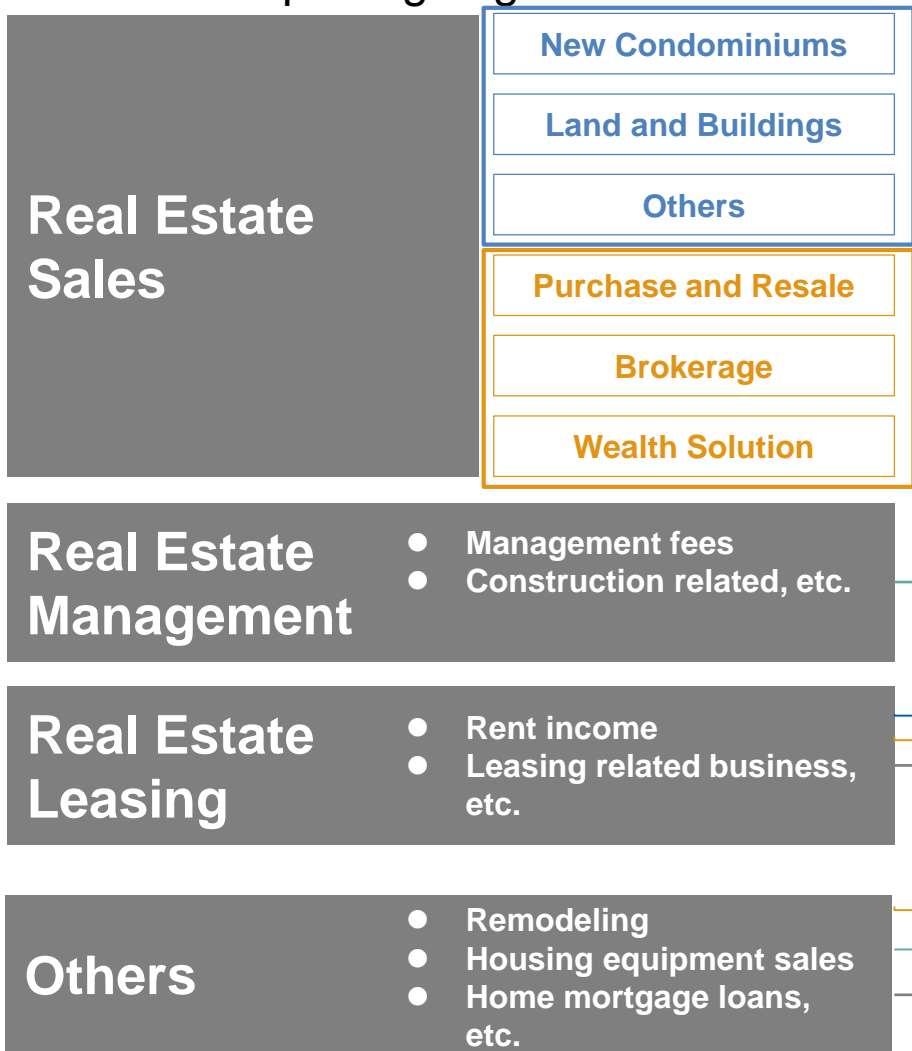 Real Estate
Sales
New Condominiums
Land and Buildings
Others
Purchase and Resale
Brokerage
Wealth Solution
Real Estate
Management
● Management fees
● Construction related, etc.
Real Estate
Leasing
● Rent income
● Leasing related business,
etc.
Others
● Remodeling
● Housing equipment sales
● Home mortgage loans,
etc.